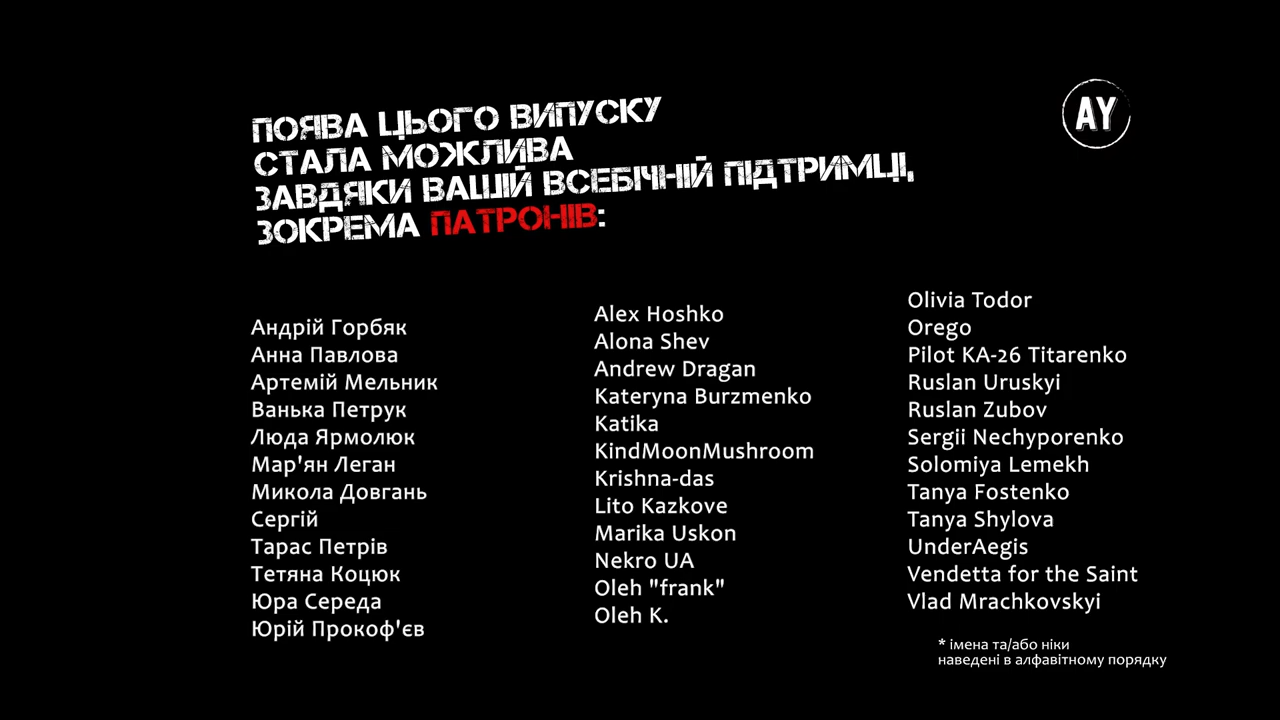 ПОЯВА ЦЬОГО ВИПУСКУ
СТАЛА МОЖЛИВА
ЗАВДЯКИ ВАШІЙ ВСЕБІЧНІЙ ПІДТРИМЦІ,
ЗОКРЕМА ПАТРОНІВ:
АУ
Андрій Горбяк
Анна Павлова
Артемій Мельник
Ванька Петрук
Люда Ярмолюк
Мар'ян Леган
Микола Довгань
Сергій
Тарас Петрів
Тетяна Коцюк
Юра Середа
Юрій Прокоф'єв
Alex Hoshko
Alona Shev
Andrew Dragan
Kateryna Burzmenko
Katika
KindMoonMushroom
Krishna-das
Lito Kazkove
Marika Uskon
Nekro UA
Oleh "frank"
Oleh K.
Olivia Todor
Orego
Pilot KA-26 Titarenko
Ruslan Uruskyi
Ruslan Zubov
Sergii Nechyporenko
Solomiya Lemekh
Tanya Fostenko
Tanya Shylova
UnderAegis
Vendetta for the Saint
Vlad Mrachkovskyi
* імена та/або ніки
наведені в алфавітному порядку